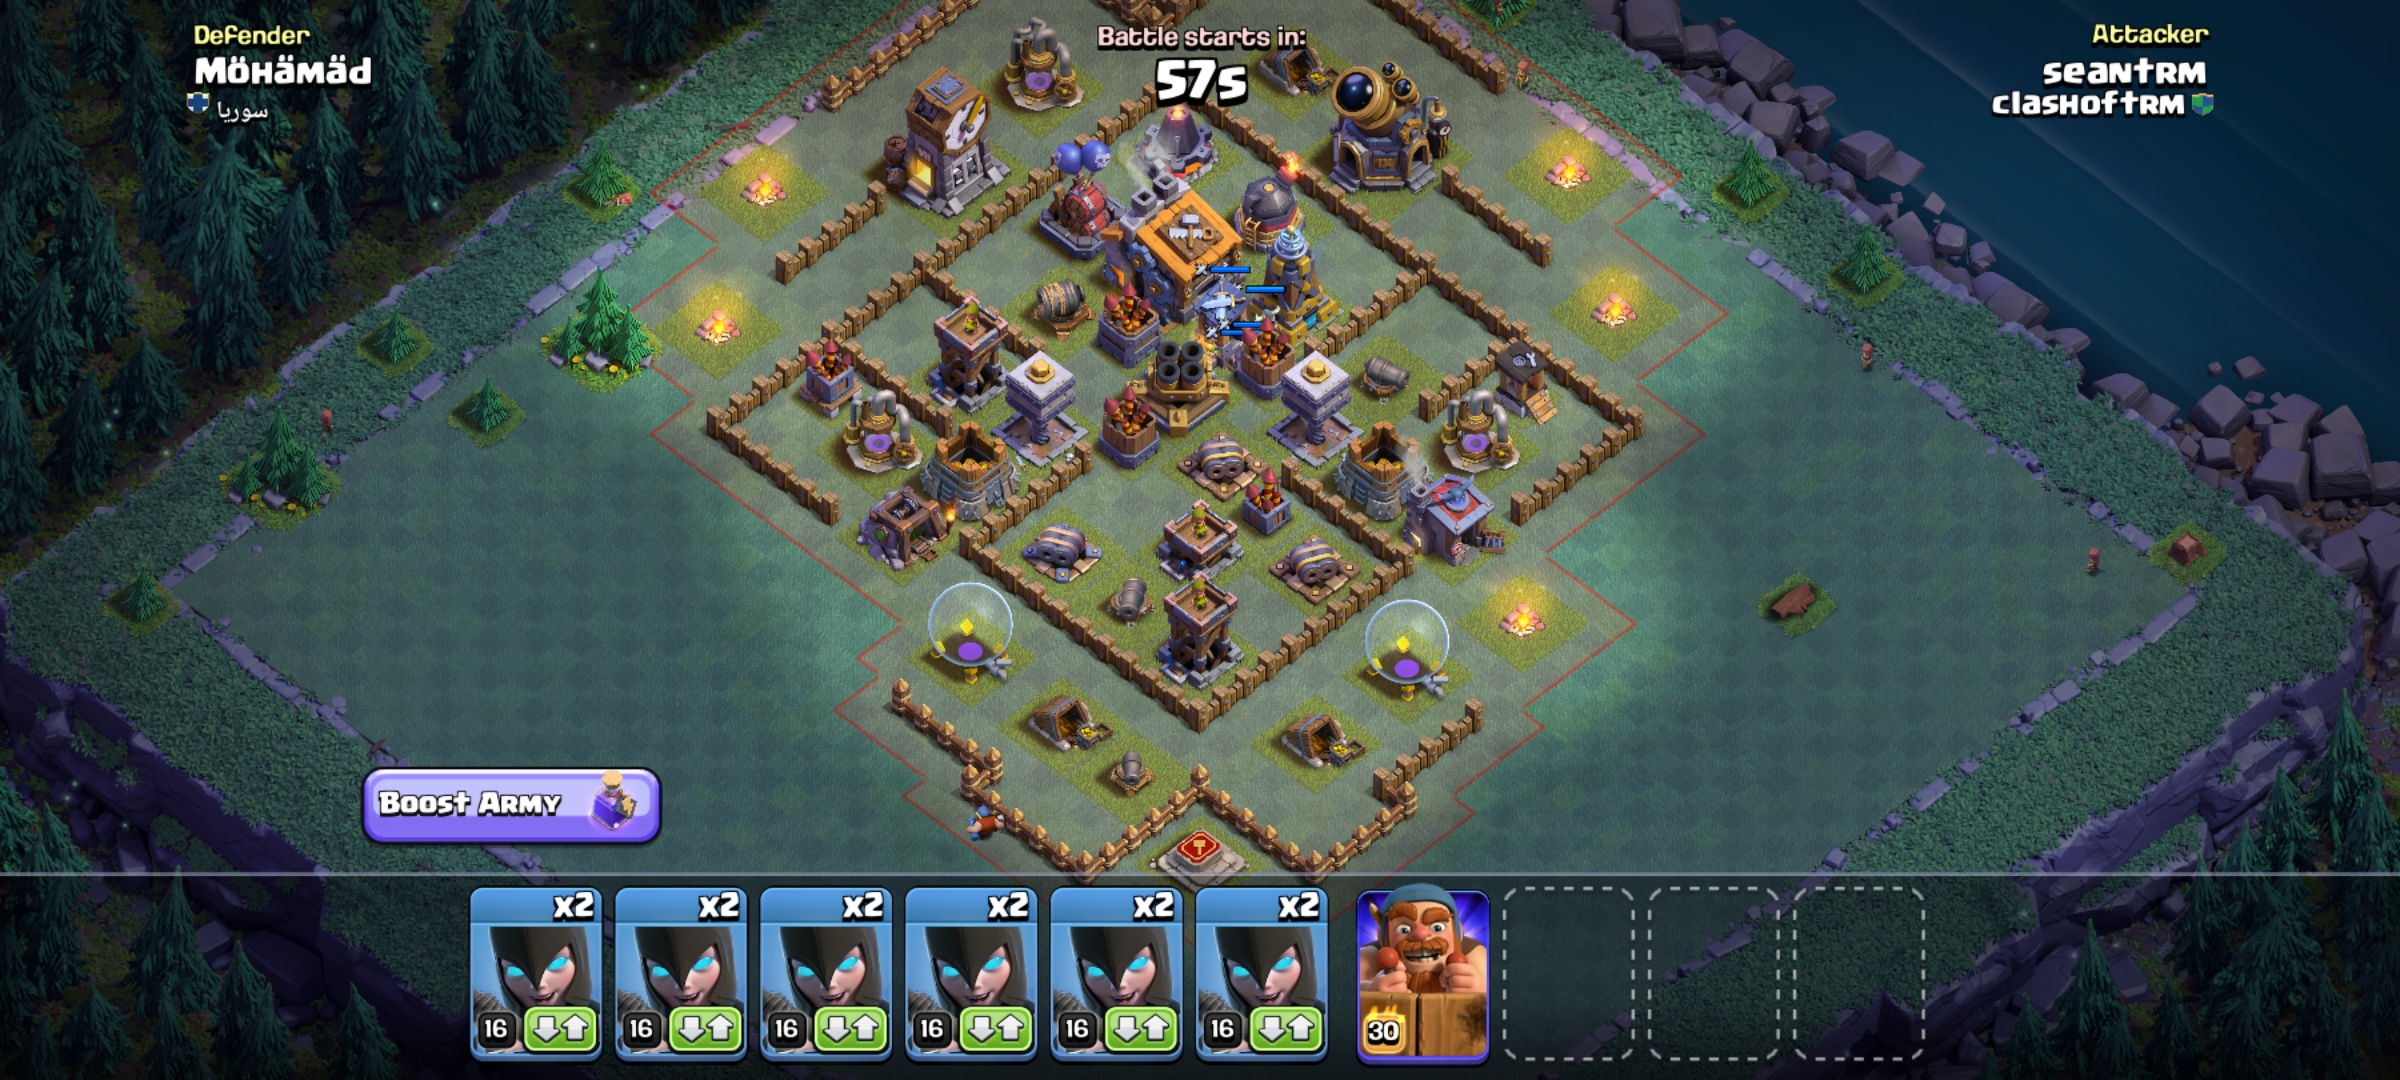 Defender
Möhämäd
سوريا
Battle starts in:
57s
Attacker
seantRM
clashoftRM
Boost Army
x2
x2
x2
x2
x2
x2
16
16
16
16
16
16
30